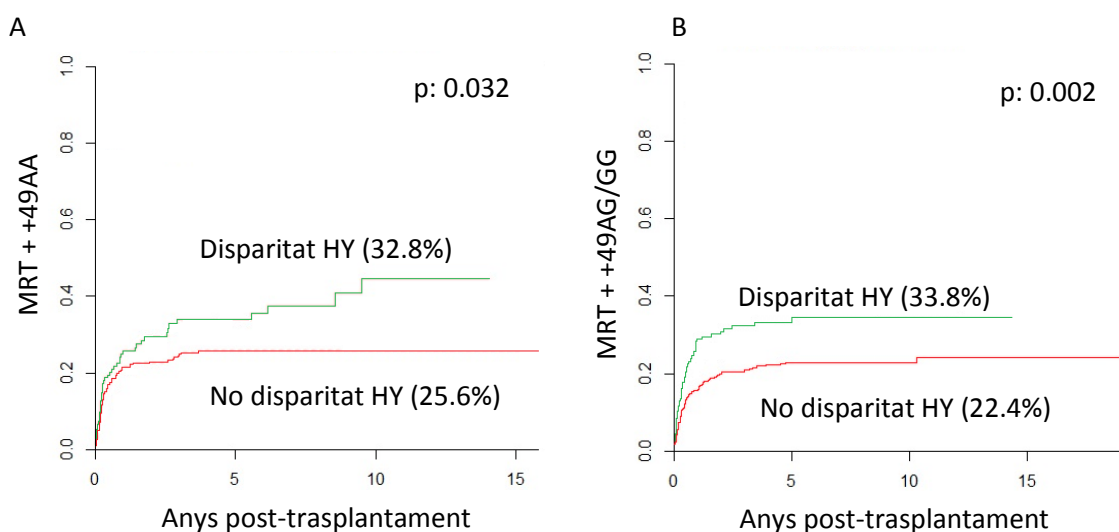 A
MRT + +49AA
1.0
0.8
0.6
0.4
0.2
0.0
p: 0.032
Disparitat HY (32.8%)
No disparitat HY (25.6%)
0 5 10 15
Anys post-trasplantament
B
MRT + +49AG/GG
1.0
0.8
0.6
0.4
0.2
0.0
p: 0.002
Disparitat HY (33.8%)
No disparitat HY (22.4%)
0 5 10 15
Anys post-trasplantament